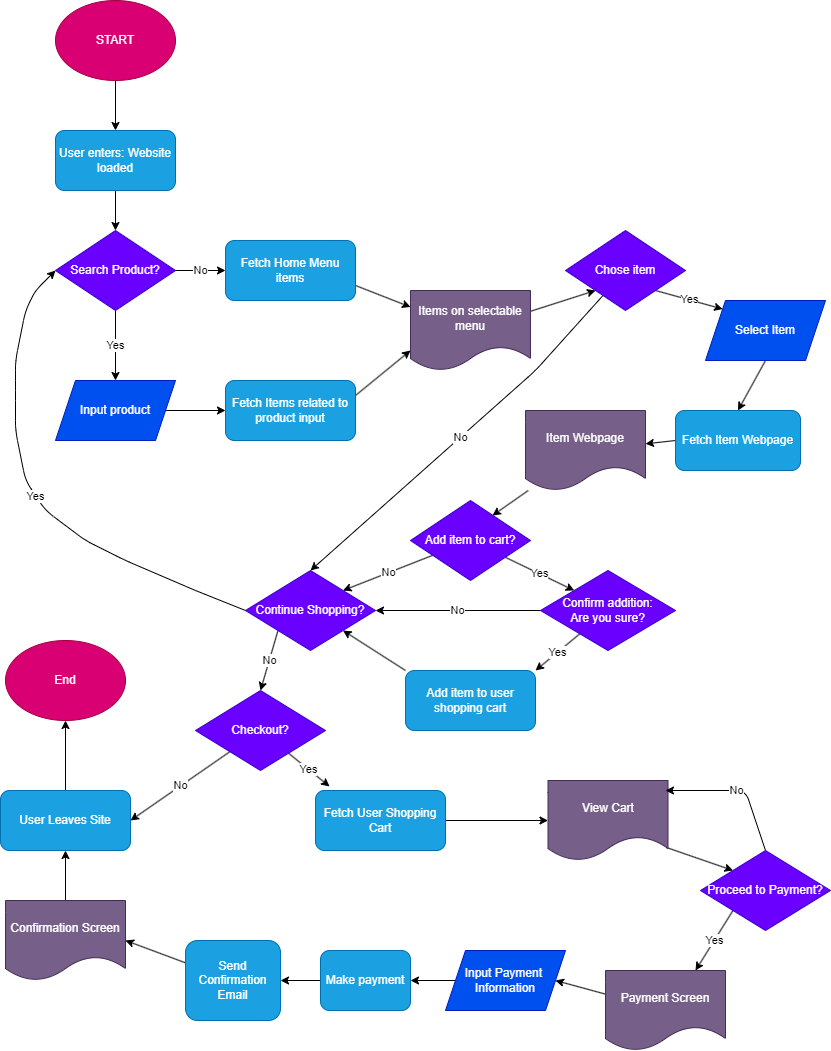 START
User enters: Website
loaded
Search Product?
No
Fetch Home Menu
items
Items on selectable
menu
Chose item
Yes
Select Item
Yes
Input product
Fetch Items related to
product input
No
Item Webpage
Fetch Item Webpage
Yes
Add item to cart?
No
Yes
Continue Shopping?
No
Confirm addition:
Are you sure?
Yes
No
End
Add item to user
shopping cart
Checkout?
Yes
No
User Leaves Site
Fetch User Shopping
Cart
View Cart
No
Proceed to Payment?
Confirmation Screen
Yes
Send
Confirmation
Email
Make payment
Input Payment
Information
Payment Screen